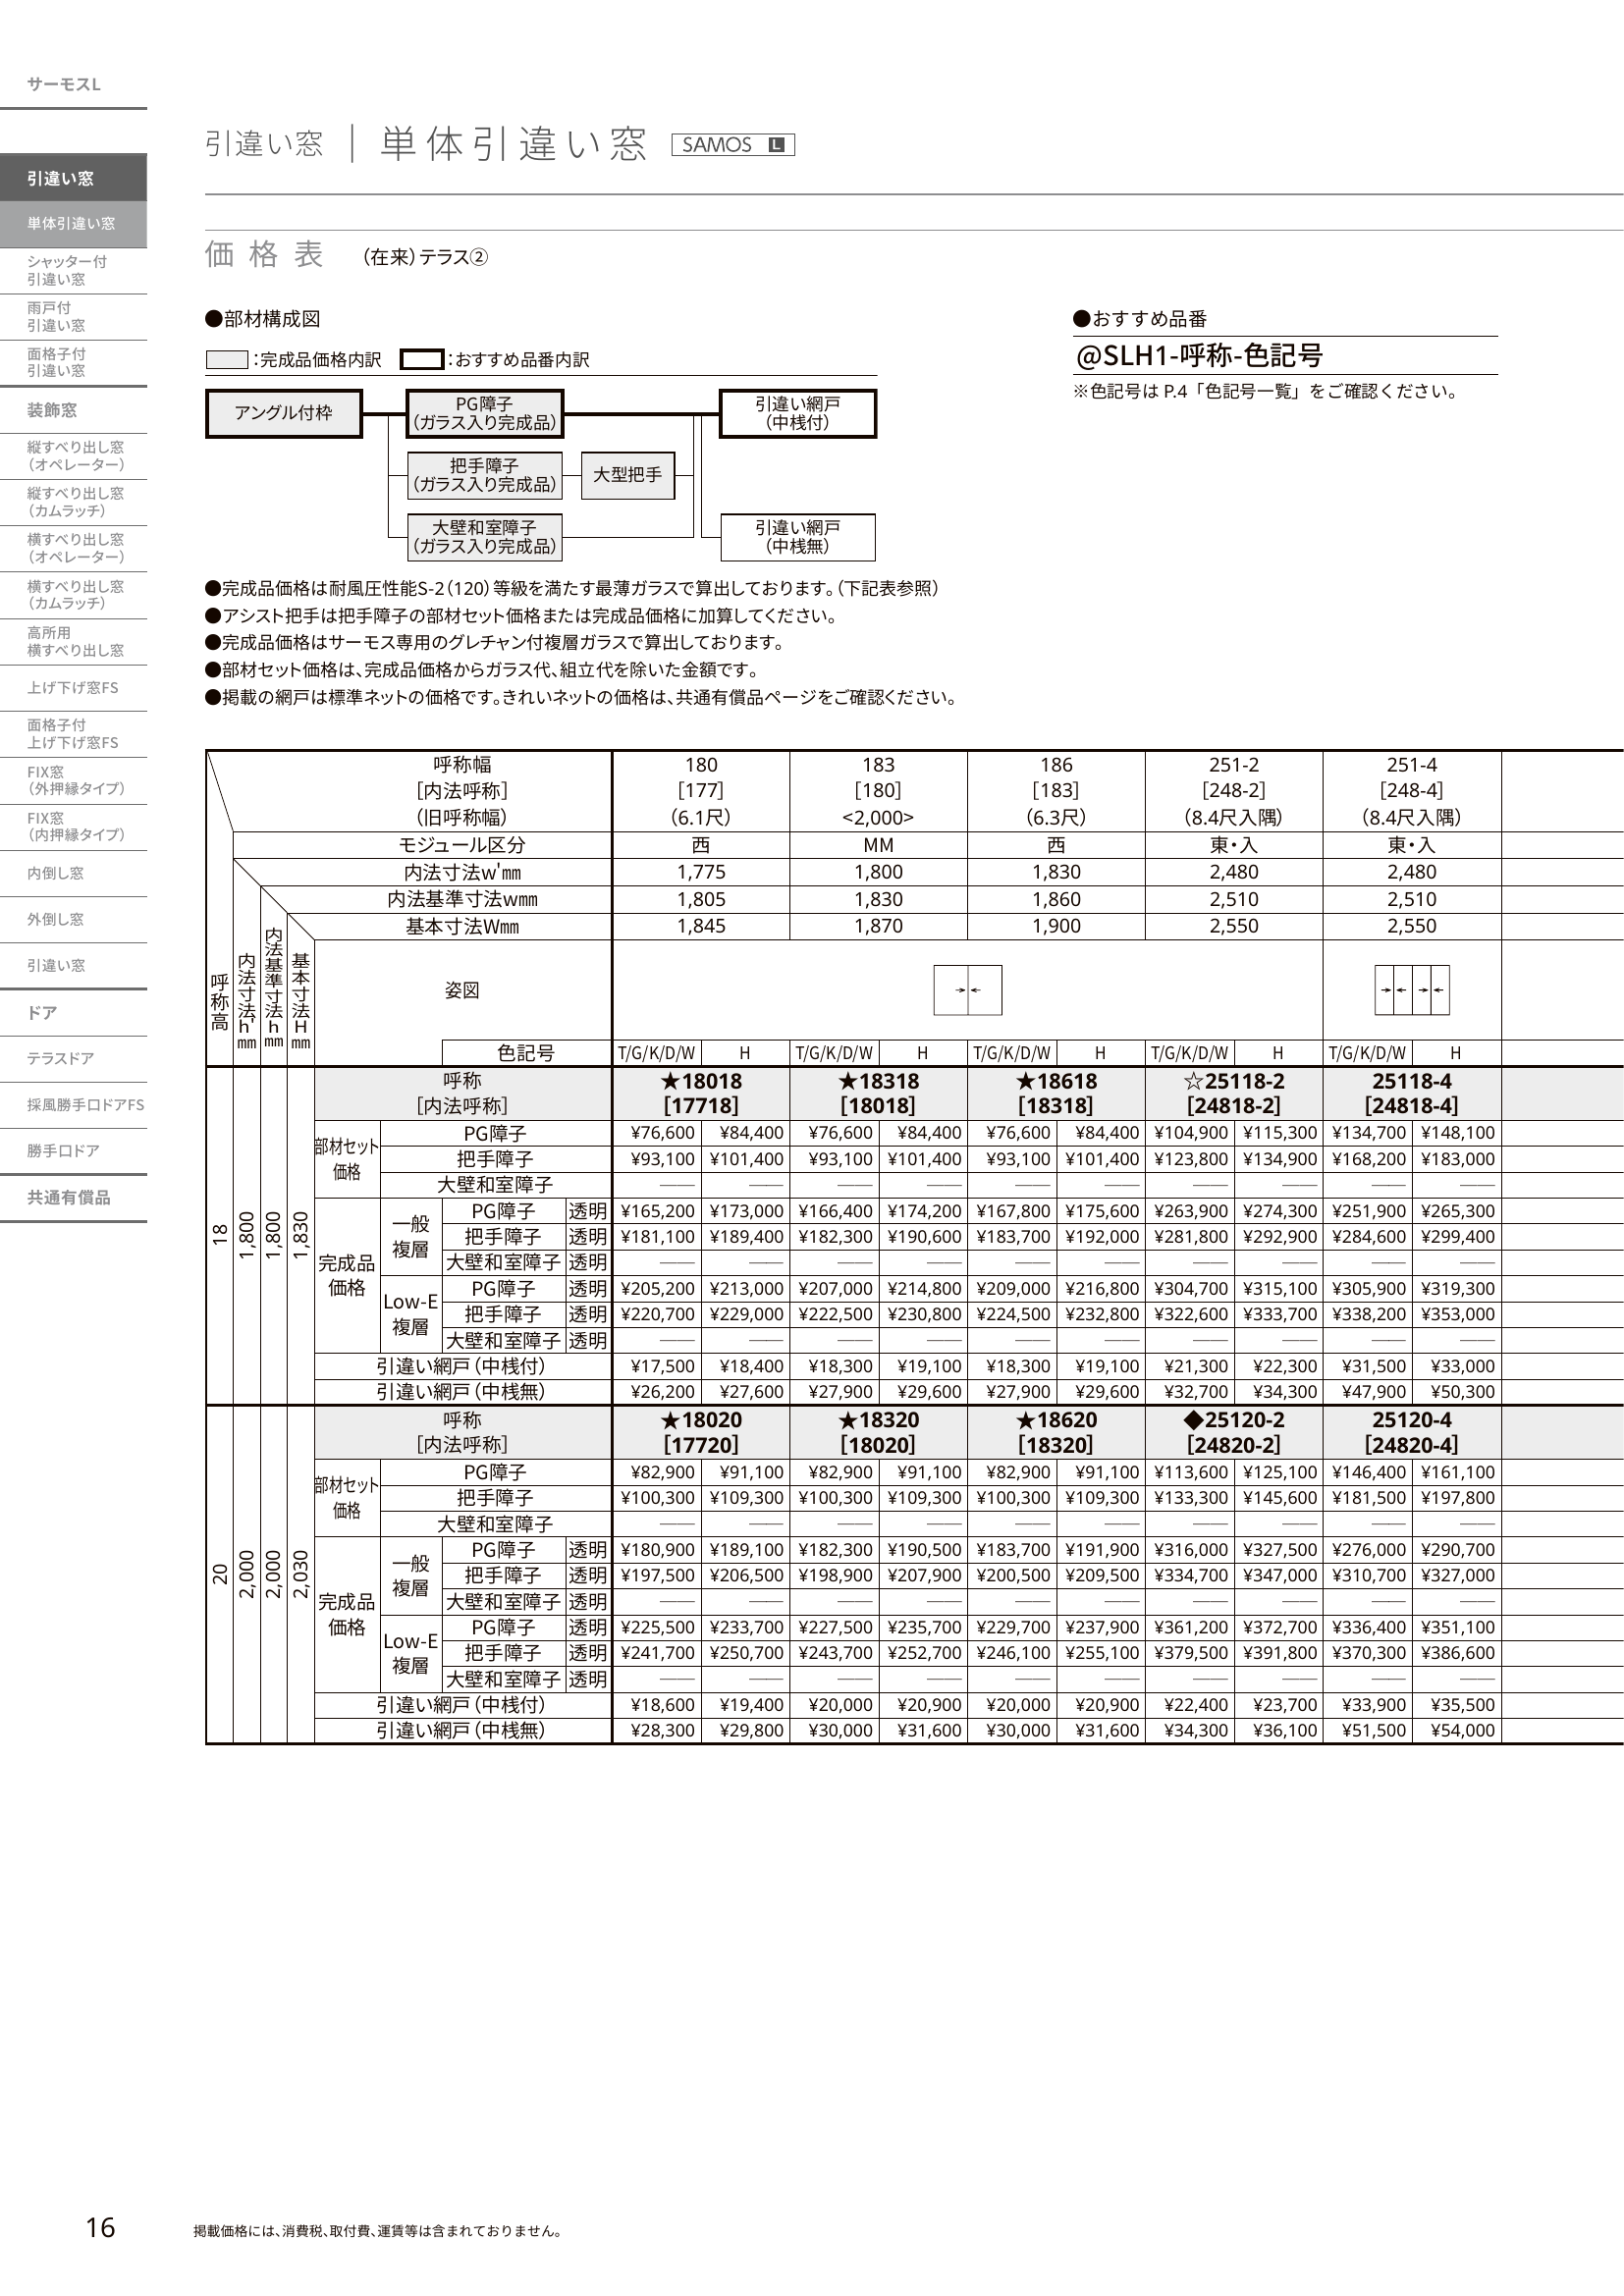 サーモスL
引違い窓
単体引違い窓
シャッター付
引違い窓
雨戸付
引違い窓
面格子付
引違い窓
装飾窓
縦すべり出し窓
（オペレーター）
縦すべり出し窓
（カムラッチ）
横すべり出し窓
（オペレーター）
横すべり出し窓
（カムラッチ）
高所用
横すべり出し窓
上げ下げ窓FS
面格子付
上げ下げ窓FS
FIX窓
（外押縁タイプ）
FIX窓
（内押縁タイプ）
内倒し窓
外倒し窓
引違い窓
ドア
テラスドア
採風勝手口ドアFS
勝手口ドア
共通有償品
引違い窓 単体引違い窓 SAMOS L
価格表 （在来）テラス②
●部材構成図
：完成品価格内訳 ：おすすめ品番内訳
アングル付枠
PG障子
（ガラス入り完成品）
引違い網戸
（中桟付）
把手障子
（ガラス入り完成品）
大型把手
大壁和室障子
（ガラス入り完成品）
引違い網戸
（中桟無）
●おすすめ品番
@SLH1-呼称-色記号
※色記号は P.4「色記号一覧」をご確認ください。
●完成品価格は耐風圧性能S-2（120）等級を満たす最薄ガラスで算出しております。（下記表参照）
●アシスト把手は把手障子の部材セット価格または完成品価格に加算してください。
●完成品価格はサーモス専用のグレチャン付複層ガラスで算出しております。
●部材セット価格は、完成品価格からガラス代、組立代を除いた金額です。
●掲載の網戸は標準ネットの価格です。きれいネットの価格は、共通有償品ページをご確認ください。
呼称幅 180 183 186 251-2 251-4
［内法呼称］ ［177］ ［180］ ［183］ ［248-2］ ［248-4］
（旧呼称幅） （6.1尺） <2,000> （6.3尺） （8.4尺入隅） （8.4尺入隅）
モジュール区分 西 MM 西 東・入 東・入
内法寸法w'㎜ 1,775 1,800 1,830 2,480 2,480
内法基準寸法w㎜ 1,805 1,830 1,860 2,510 2,510
基本寸法W㎜ 1,845 1,870 1,900 2,550 2,550
呼称高
内法寸法h'㎜
内法基準寸法h㎜
基本寸法H㎜
姿図
色記号 T/G/K/D/W H T/G/K/D/W H T/G/K/D/W H T/G/K/D/W H T/G/K/D/W H
18 1,800 1,800 1,830
呼称 ★18018 ★18318 ★18618 ☆25118-2 25118-4
［内法呼称］ ［17718］ ［18018］ ［18318］ ［24818-2］ ［24818-4］
部材セット価格
PG障子 ¥76,600 ¥84,400 ¥76,600 ¥84,400 ¥76,600 ¥84,400 ¥104,900 ¥115,300 ¥134,700 ¥148,100
把手障子 ¥93,100 ¥101,400 ¥93,100 ¥101,400 ¥93,100 ¥101,400 ¥123,800 ¥134,900 ¥168,200 ¥183,000
大壁和室障子 ―― ―― ―― ―― ―― ―― ―― ―― ―― ――
完成品価格
一般複層
PG障子 透明 ¥165,200 ¥173,000 ¥166,400 ¥174,200 ¥167,800 ¥175,600 ¥263,900 ¥274,300 ¥251,900 ¥265,300
把手障子 透明 ¥181,100 ¥189,400 ¥182,300 ¥190,600 ¥183,700 ¥192,000 ¥281,800 ¥292,900 ¥284,600 ¥299,400
大壁和室障子 透明 ―― ―― ―― ―― ―― ―― ―― ―― ―― ――
Low-E複層
PG障子 透明 ¥205,200 ¥213,000 ¥207,000 ¥214,800 ¥209,000 ¥216,800 ¥304,700 ¥315,100 ¥305,900 ¥319,300
把手障子 透明 ¥220,700 ¥229,000 ¥222,500 ¥230,800 ¥224,500 ¥232,800 ¥322,600 ¥333,700 ¥338,200 ¥353,000
大壁和室障子 透明 ―― ―― ―― ―― ―― ―― ―― ―― ―― ――
引違い網戸（中桟付） ¥17,500 ¥18,400 ¥18,300 ¥19,100 ¥18,300 ¥19,100 ¥21,300 ¥22,300 ¥31,500 ¥33,000
引違い網戸（中桟無） ¥26,200 ¥27,600 ¥27,900 ¥29,600 ¥27,900 ¥29,600 ¥32,700 ¥34,300 ¥47,900 ¥50,300
20 2,000 2,000 2,030
呼称 ★18020 ★18320 ★18620 ◆25120-2 25120-4
［内法呼称］ ［17720］ ［18020］ ［18320］ ［24820-2］ ［24820-4］
部材セット価格
PG障子 ¥82,900 ¥91,100 ¥82,900 ¥91,100 ¥82,900 ¥91,100 ¥113,600 ¥125,100 ¥146,400 ¥161,100
把手障子 ¥100,300 ¥109,300 ¥100,300 ¥109,300 ¥100,300 ¥109,300 ¥133,300 ¥145,600 ¥181,500 ¥197,800
大壁和室障子 ―― ―― ―― ―― ―― ―― ―― ―― ―― ――
完成品価格
一般複層
PG障子 透明 ¥180,900 ¥189,100 ¥182,300 ¥190,500 ¥183,700 ¥191,900 ¥316,000 ¥327,500 ¥276,000 ¥290,700
把手障子 透明 ¥197,500 ¥206,500 ¥198,900 ¥207,900 ¥200,500 ¥209,500 ¥334,700 ¥347,000 ¥310,700 ¥327,000
大壁和室障子 透明 ―― ―― ―― ―― ―― ―― ―― ―― ―― ――
Low-E複層
PG障子 透明 ¥225,500 ¥233,700 ¥227,500 ¥235,700 ¥229,700 ¥237,900 ¥361,200 ¥372,700 ¥336,400 ¥351,100
把手障子 透明 ¥241,700 ¥250,700 ¥243,700 ¥252,700 ¥246,100 ¥255,100 ¥379,500 ¥391,800 ¥370,300 ¥386,600
大壁和室障子 透明 ―― ―― ―― ―― ―― ―― ―― ―― ―― ――
引違い網戸（中桟付） ¥18,600 ¥19,400 ¥20,000 ¥20,900 ¥20,000 ¥20,900 ¥22,400 ¥23,700 ¥33,900 ¥35,500
引違い網戸（中桟無） ¥28,300 ¥29,800 ¥30,000 ¥31,600 ¥30,000 ¥31,600 ¥34,300 ¥36,100 ¥51,500 ¥54,000
16 掲載価格には、消費税、取付費、運賃等は含まれておりません。